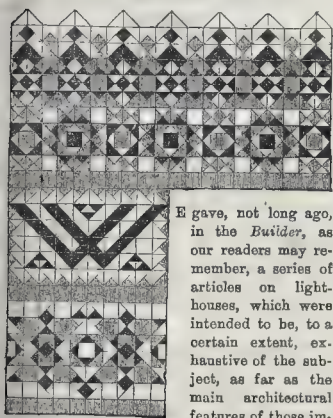 WE gave, not long ago,
in the Builder, as
our readers may re-
member, a series of
articles on light-
houses, which were
intended to be, to a
certain extent, ex-
haustive of the sub-
ject, as far as the
main architectural
features of those im-